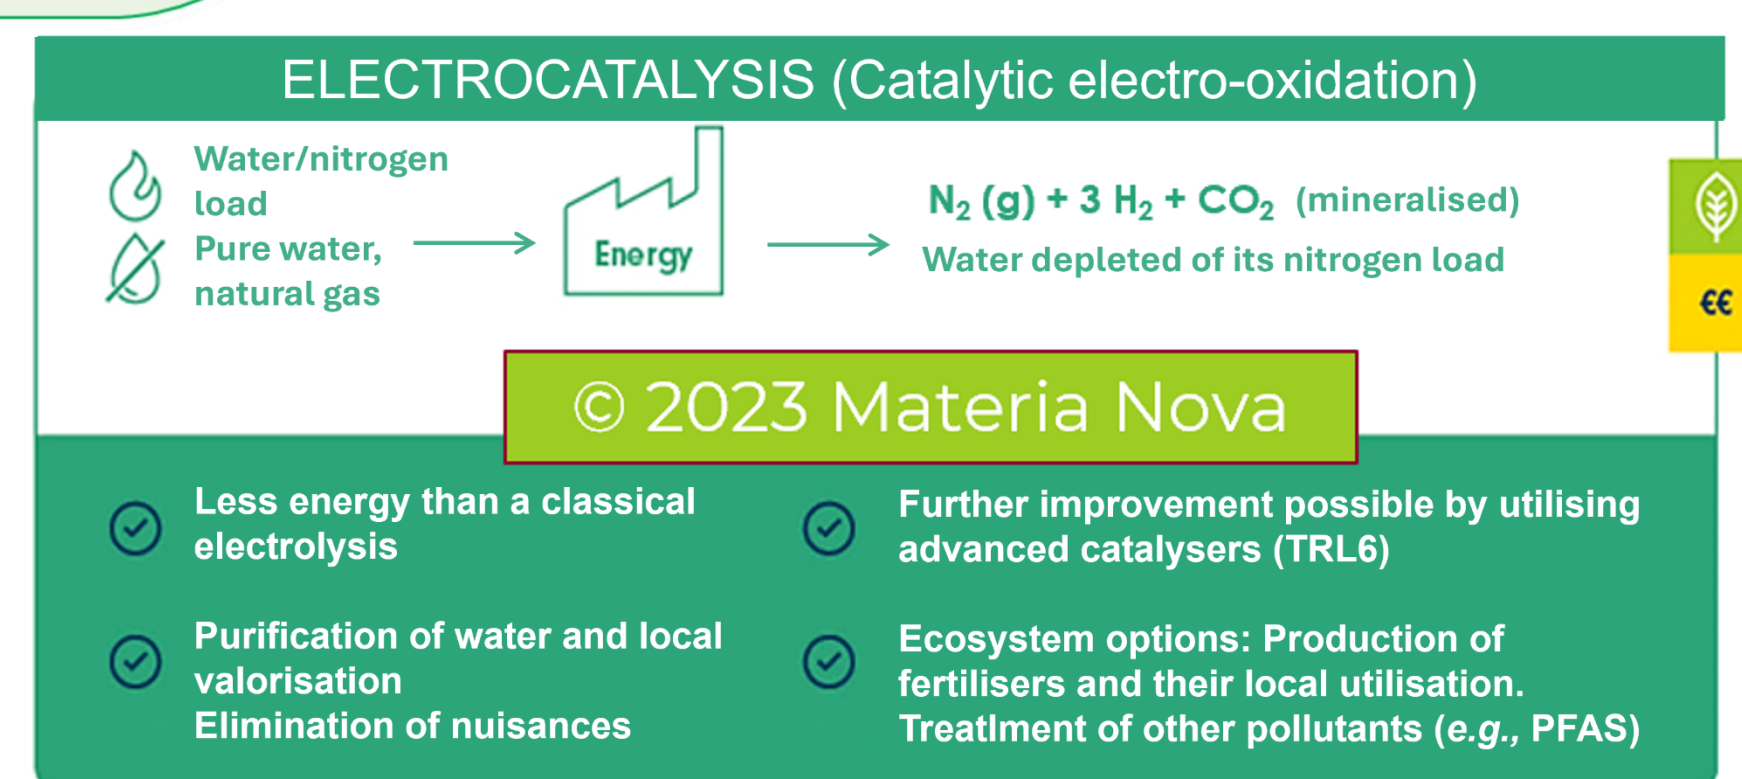 ELECTROCATALYSIS (Catalytic electro-oxidation)
Water/nitrogen
load
Pure water,
natural gas
Energy
N₂ (g) + 3 H₂ + CO₂ (mineralised)
Water depleted of its nitrogen load
€€
© 2023 Materia Nova
Less energy than a classical
electrolysis
Purification of water and local
valorisation
Elimination of nuisances
Further improvement possible by utilising
advanced catalysers (TRL6)
Ecosystem options: Production of
fertilisers and their local utilisation.
Treatlment of other pollutants (e.g., PFAS)